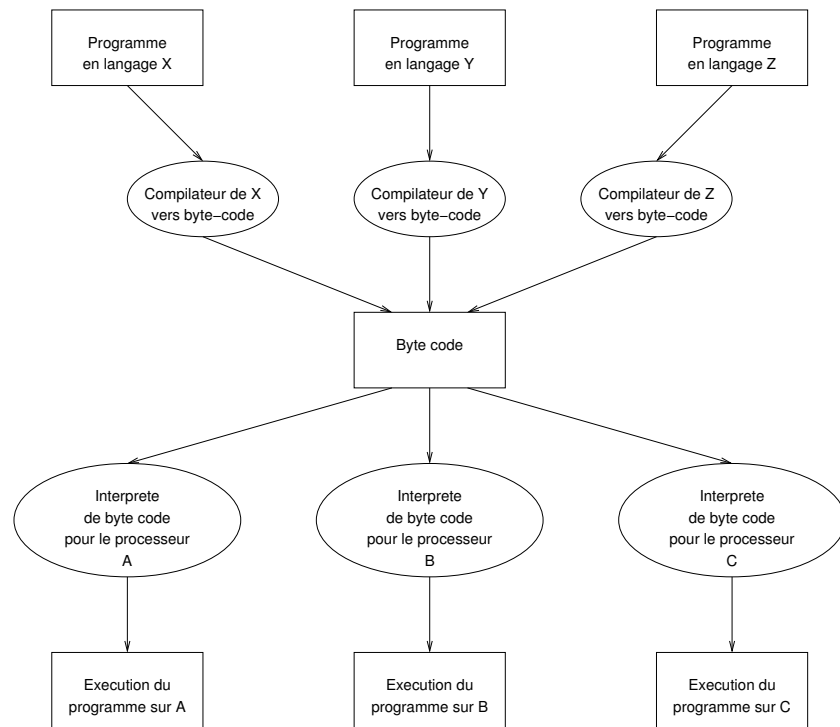 Programme
en langage X
Programme
en langage Y
Programme
en langage Z
Compilateur de X
vers byte−code
Compilateur de Y
vers byte−code
Compilateur de Z
vers byte−code
Byte code
Interprete
de byte code
pour le processeur
A
Interprete
de byte code
pour le processeur
B
Interprete
de byte code
pour le processeur
C
Execution du
programme sur A
Execution du
programme sur B
Execution du
programme sur C